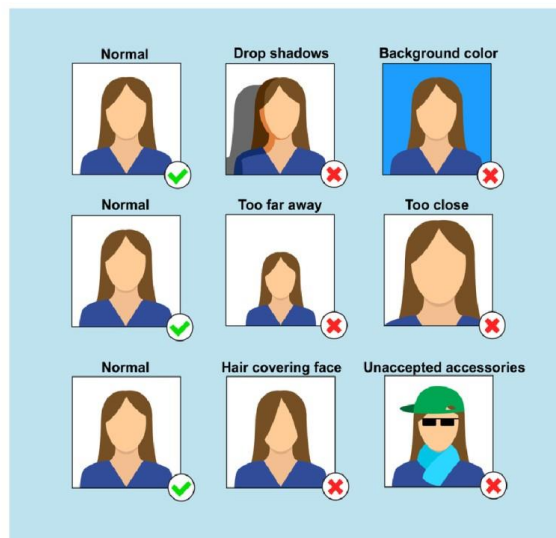 Normal
Drop shadows
Background color
Normal
Too far away
Too close
Normal
Hair covering face
Unaccepted accessories